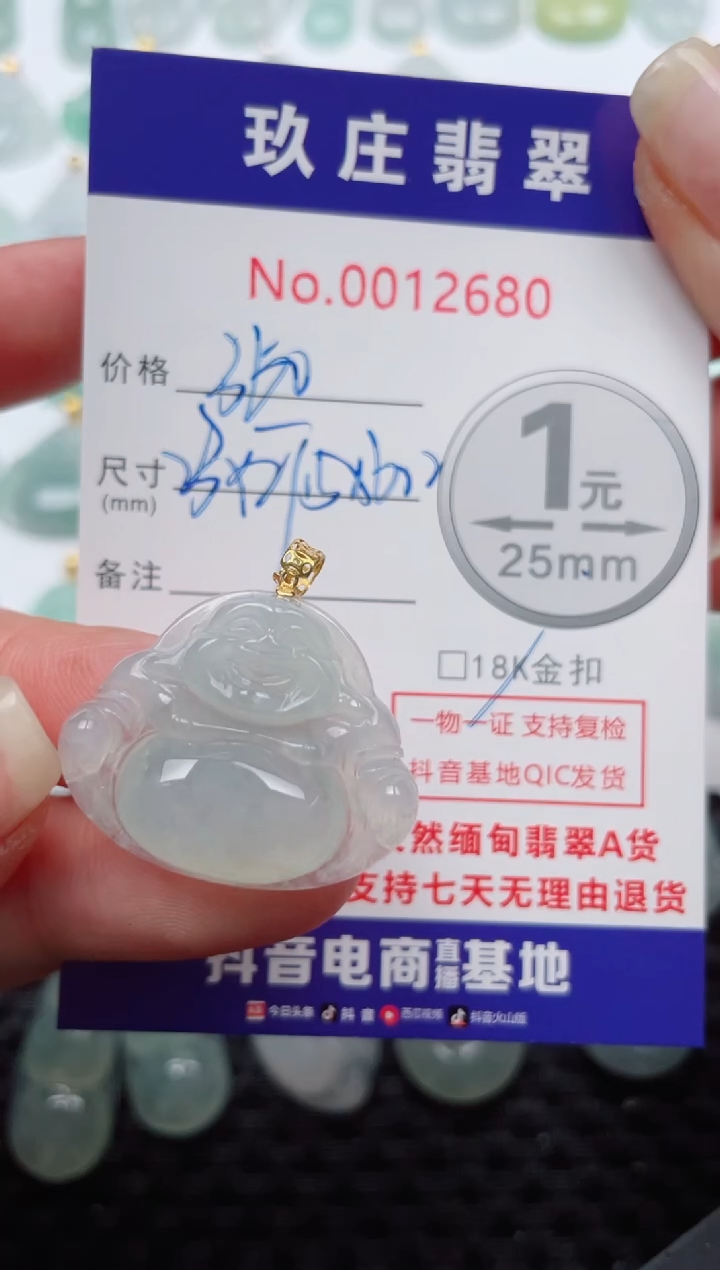 玖庄翡翠
No.0012680
价格 350
尺寸
(mm)
备注
1元
25mm
□18K金扣
一物一证 支持复检
抖音基地QIC发货
然缅甸翡翠A货
支持七天无理由退货
抖音电商直播基地
今日头条 抖音 西瓜视频 抖音火山版